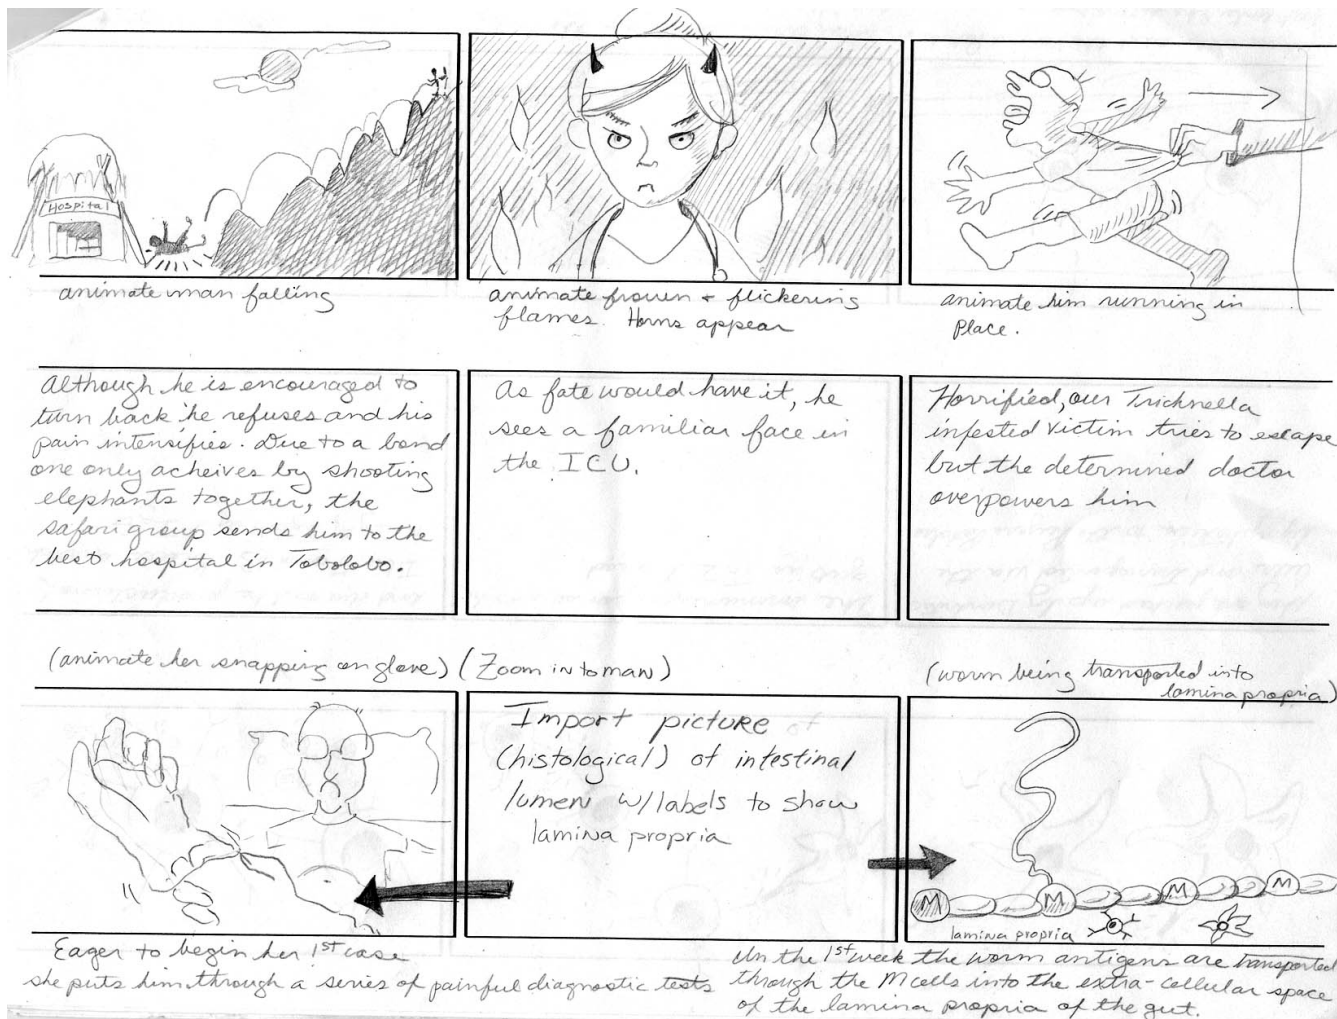 Hospital
animate man falling
animate frown + flickering
flames. Horns appear
animate him running in
Place.
Although he is encouraged to
turn back he refuses and his
pain intensifies. Due to a bond
one only acheives by shooting
elephants together, the
safari group sends him to the
best hospital in Tobolobo.
As fate would have it, he
sees a familiar face in
the ICU.
Horrified, our Trichnella
infested victim tries to escape
but the determined doctor
overpowers him
(animate her snapping on glove) (Zoom in to man)
(worm being transported into
lamina propria)
Import picture
(histological) of intestinal
lumen w/labels to show
lamina propria
M
M
M
M
lamina propria
Eager to begin her 1st case
she puts him through a series of painful diagnostic tests
In the 1st week the worm antigens are transported
through the M cells into the extra-cellular space
of the lamina propria of the gut.